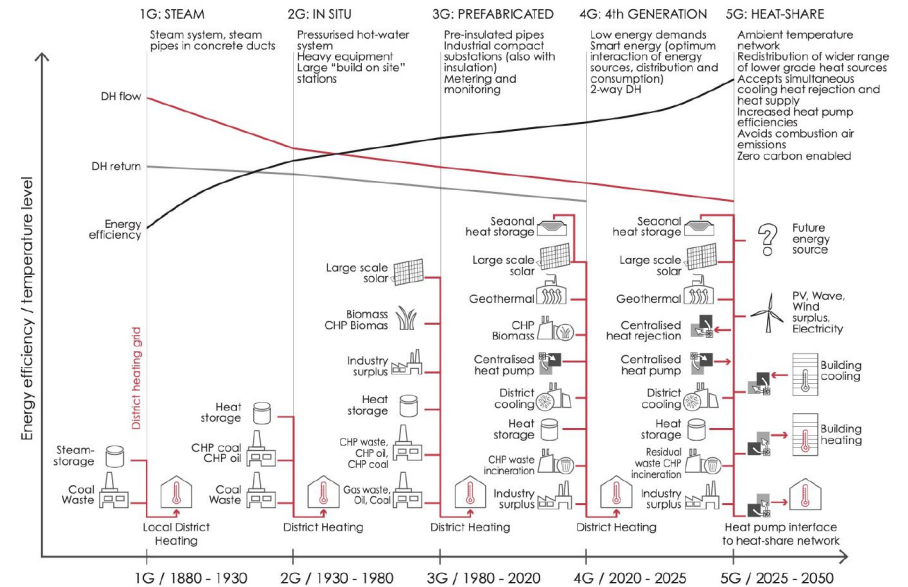 1G: STEAM
Steam system, steam
pipes in concrete ducts
2G: IN SITU
Pressurised hot-water
system
Heavy equipment
Large "build on site"
stations
3G: PREFABRICATED
Pre-insulated pipes
Industrial compact
substations (also with
insulation)
Metering and
monitoring
4G: 4th GENERATION
Low energy demands
Smart energy (optimum
interaction of energy
sources, distribution and
consumption)
2-way DH
5G: HEAT-SHARE
Ambient temperature
network
Redistribution of wider range
of lower grade heat sources
Accepts simultaneous
cooling heat rejection and
heat supply
Increased heat pump
efficiencies
Avoids combustion air
emissions
Zero carbon enabled
Energy efficiency / temperature level
DH flow
DH return
Energy
efficiency
District heating grid
Steam-
storage
Coal
Waste
Local District
Heating
Heat
storage
CHP coal
CHP oil
Coal
Waste
District Heating
Large scale
solar
Biomass
CHP Biomas
Industry
surplus
Heat
storage
CHP waste,
CHP oil,
CHP coal
Gas waste,
Oil, Coal
District Heating
Seaonal
heat storage
Large scale
solar
Geothermal
CHP
Biomass
Centralised
heat pump
District
cooling
Heat
storage
CHP waste
incineration
Industry
surplus
District Heating
Seaonal
heat storage
Large scale
solar
Geothermal
Centralised
heat rejection
Centralised
heat pump
District
cooling
Heat
storage
Residual
waste CHP
incineration
Industry
surplus
?
Future
energy
source
PV, Wave,
Wind
surplus,
Electricity
Building
cooling
Building
heating
Heat pump interface
to heat-share network
1G / 1880 - 1930
2G / 1930 - 1980
3G / 1980 - 2020
4G / 2020 - 2025
5G / 2025 - 2050